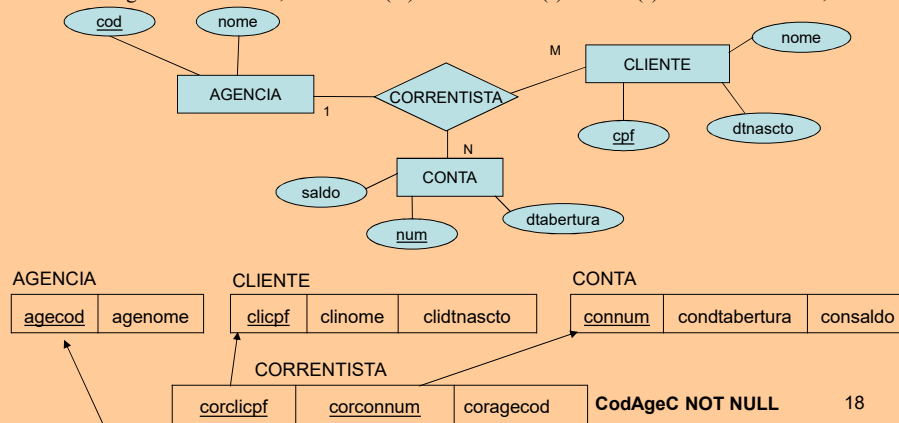 cod nome
AGENCIA
1
CORRENTISTA
M
CLIENTE
nome
cpf
dtnascto
N
CONTA
saldo
num
dtabertura
AGENCIA
agecod agenome
CLIENTE
clicpf clinome clidtnascto
CONTA
connum condtabertura consaldo
CORRENTISTA
corclicpf corconnum coragecod
CodAgeC NOT NULL
18